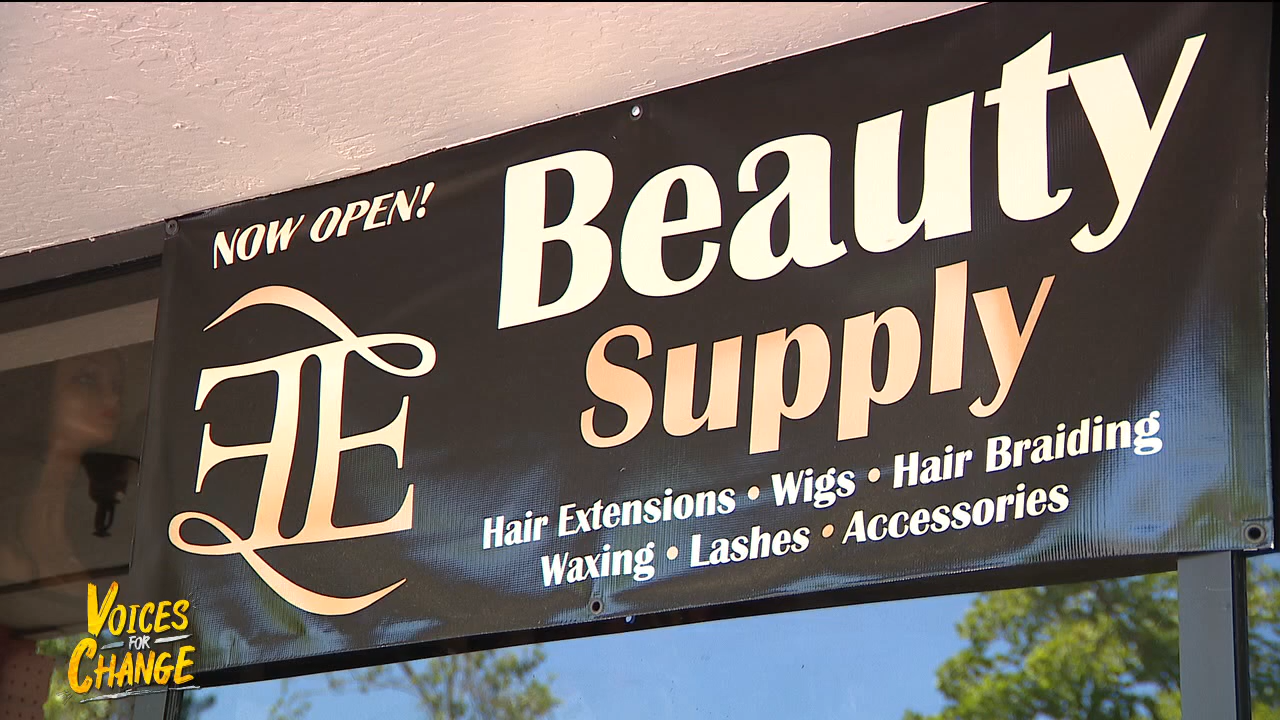 NOW OPEN!
Beauty
Supply
Hair Extensions • Wigs • Hair Braiding
Waxing • Lashes • Accessories
VOICES
FOR
CHANGE